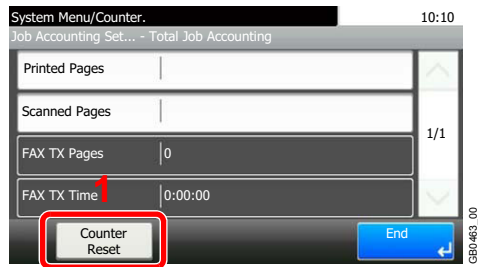 System Menu/Counter. 10:10
Job Accounting Set... - Total Job Accounting
Printed Pages
Scanned Pages
1/1
FAX TX Pages 0
FAX TX Time 0:00:00
1
Counter
Reset
End
GB0463_00